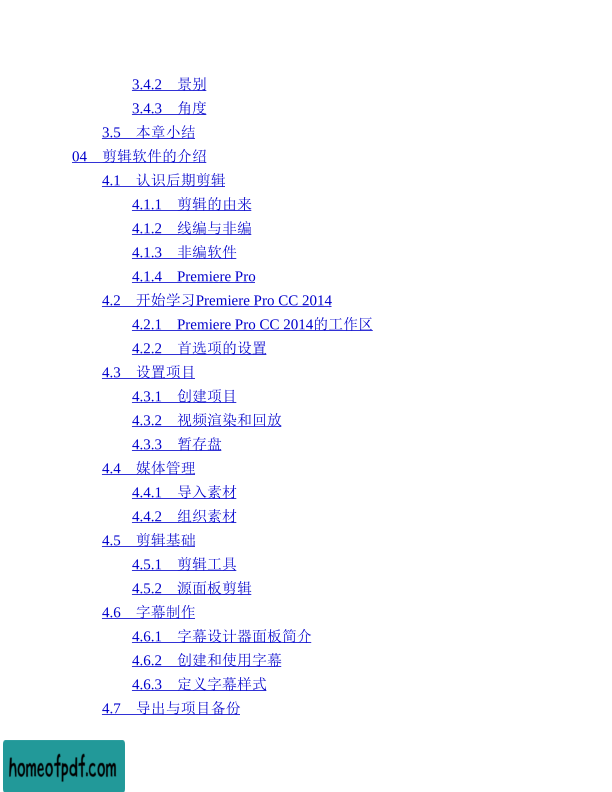 3.4.2 景别
3.4.3 角度
3.5 本章小结
04 剪辑软件的介绍
4.1 认识后期剪辑
4.1.1 剪辑的由来
4.1.2 线编与非编
4.1.3 非编软件
4.1.4 Premiere Pro
4.2 开始学习Premiere Pro CC 2014
4.2.1 Premiere Pro CC 2014的工作区
4.2.2 首选项的设置
4.3 设置项目
4.3.1 创建项目
4.3.2 视频渲染和回放
4.3.3 暂存盘
4.4 媒体管理
4.4.1 导入素材
4.4.2 组织素材
4.5 剪辑基础
4.5.1 剪辑工具
4.5.2 源面板剪辑
4.6 字幕制作
4.6.1 字幕设计器面板简介
4.6.2 创建和使用字幕
4.6.3 定义字幕样式
4.7 导出与项目备份
homeofpdf.com